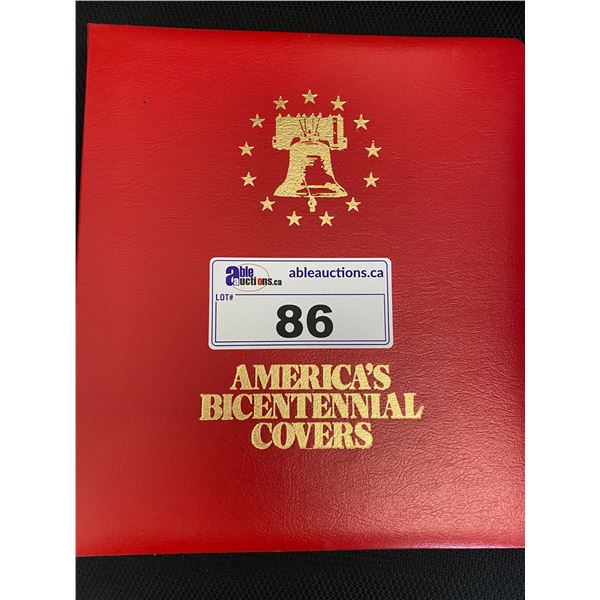 able auctions.ca
ableauctions.ca
LOT#
86
AMERICA'S
BICENTENNIAL
COVERS